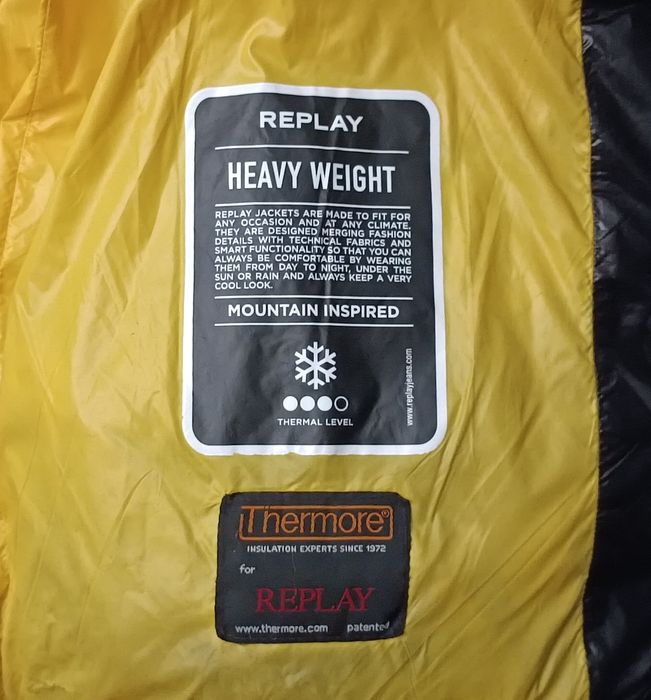 REPLAY
HEAVY WEIGHT
REPLAY JACKETS ARE MADE TO FIT FOR
ANY OCCASION AND AT ANY CLIMATE.
THEY ARE DESIGNED MERGING FASHION
DETAILS WITH TECHNICAL FABRICS AND
SMART FUNCTIONALITY SO THAT YOU CAN
ALWAYS BE COMFORTABLE BY WEARING
THEM FROM DAY TO NIGHT, UNDER THE
SUN OR RAIN AND ALWAYS KEEP A VERY
COOL LOOK.
MOUNTAIN INSPIRED
THERMAL LEVEL
www.replayjeans.com
Thermore®
INSULATION EXPERTS SINCE 1972
for
REPLAY
www.thermore.com patented